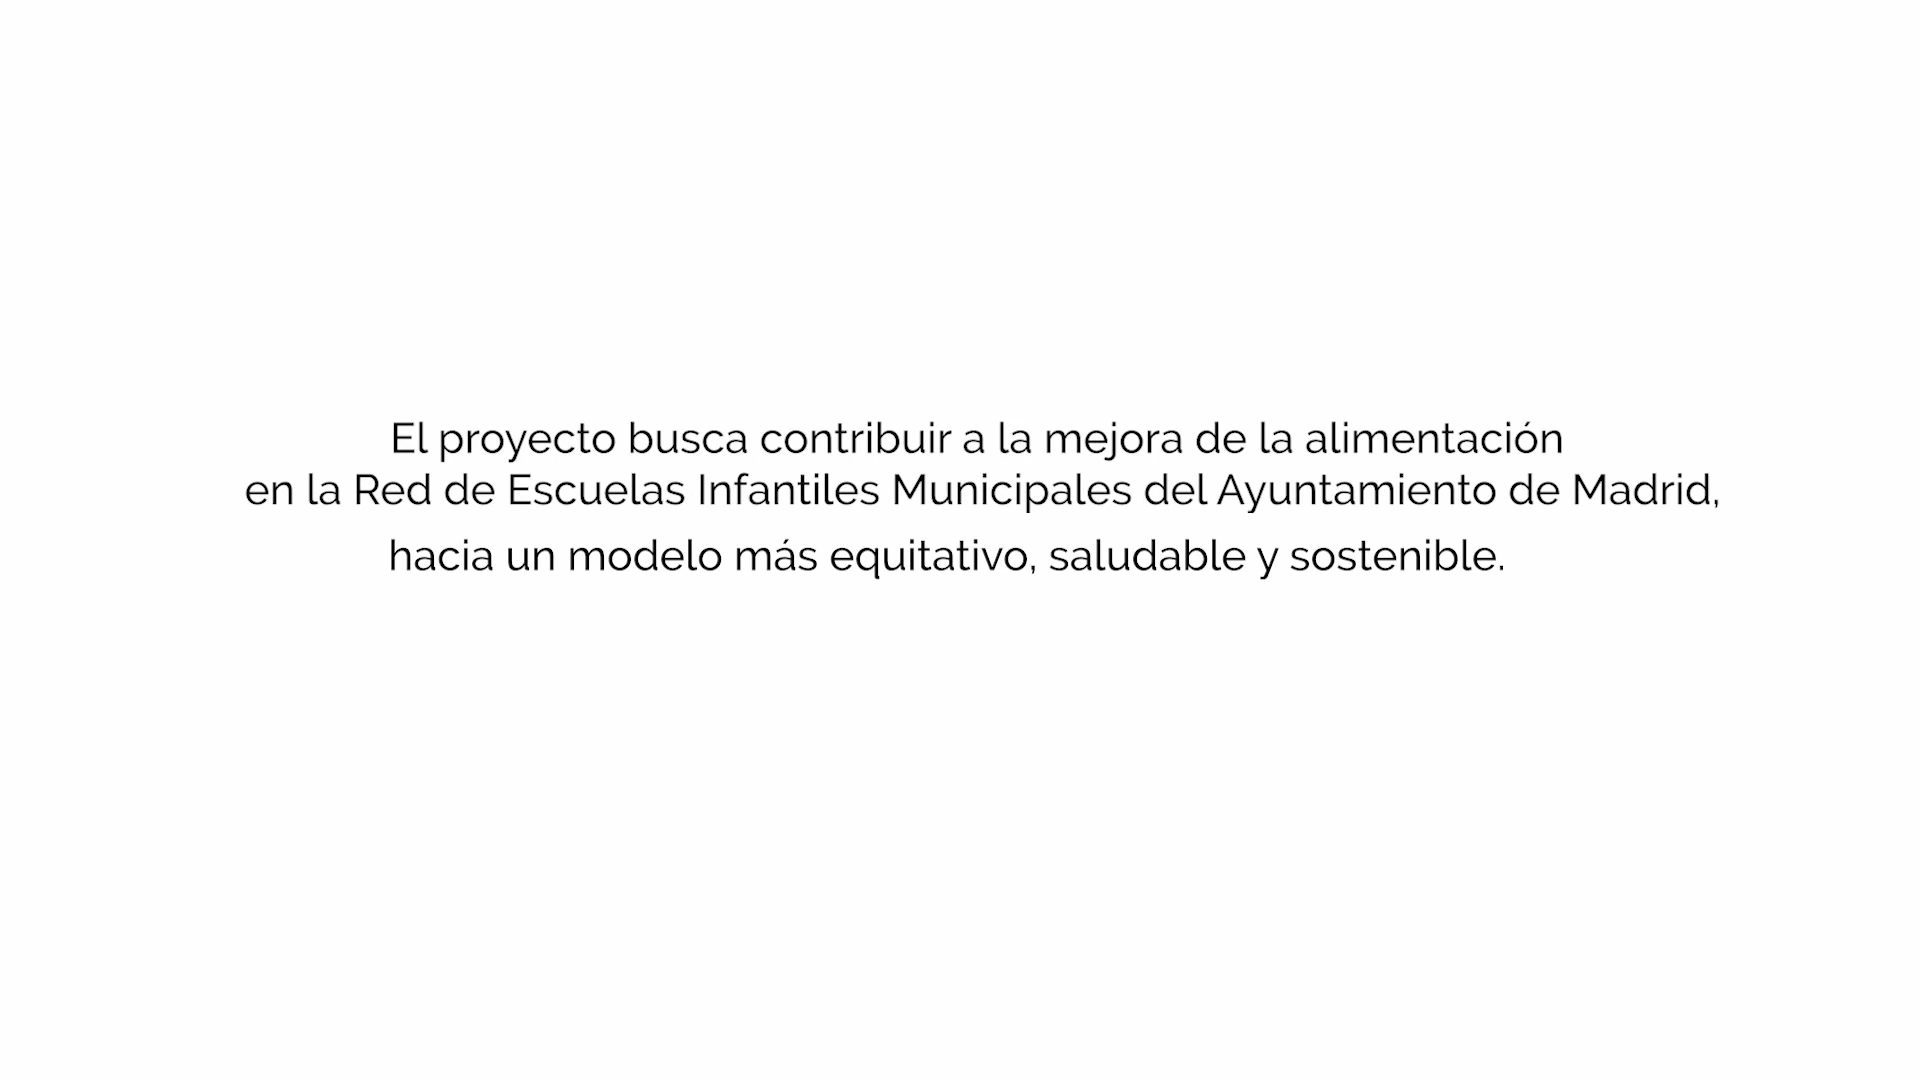 El proyecto busca contribuir a la mejora de la alimentación
en la Red de Escuelas Infantiles Municipales del Ayuntamiento de Madrid,
hacia un modelo más equitativo, saludable y sostenible.